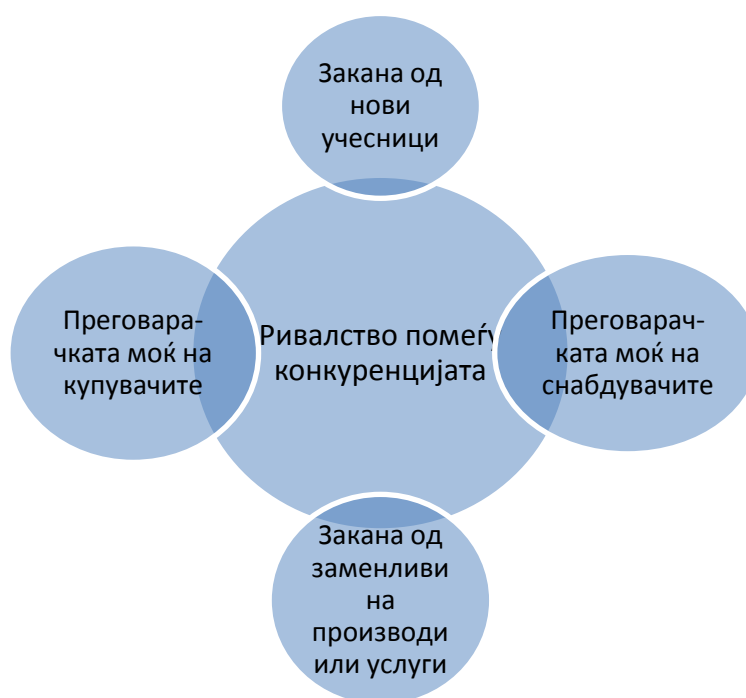 Закана од
нови
учесници
Преговара-
чката моќ на
купувачите
Ривалство помеѓу
конкуренцијата
Преговарач-
ката моќ на
снабдувачите
Закана од
заменливи
на
производи
или услуги